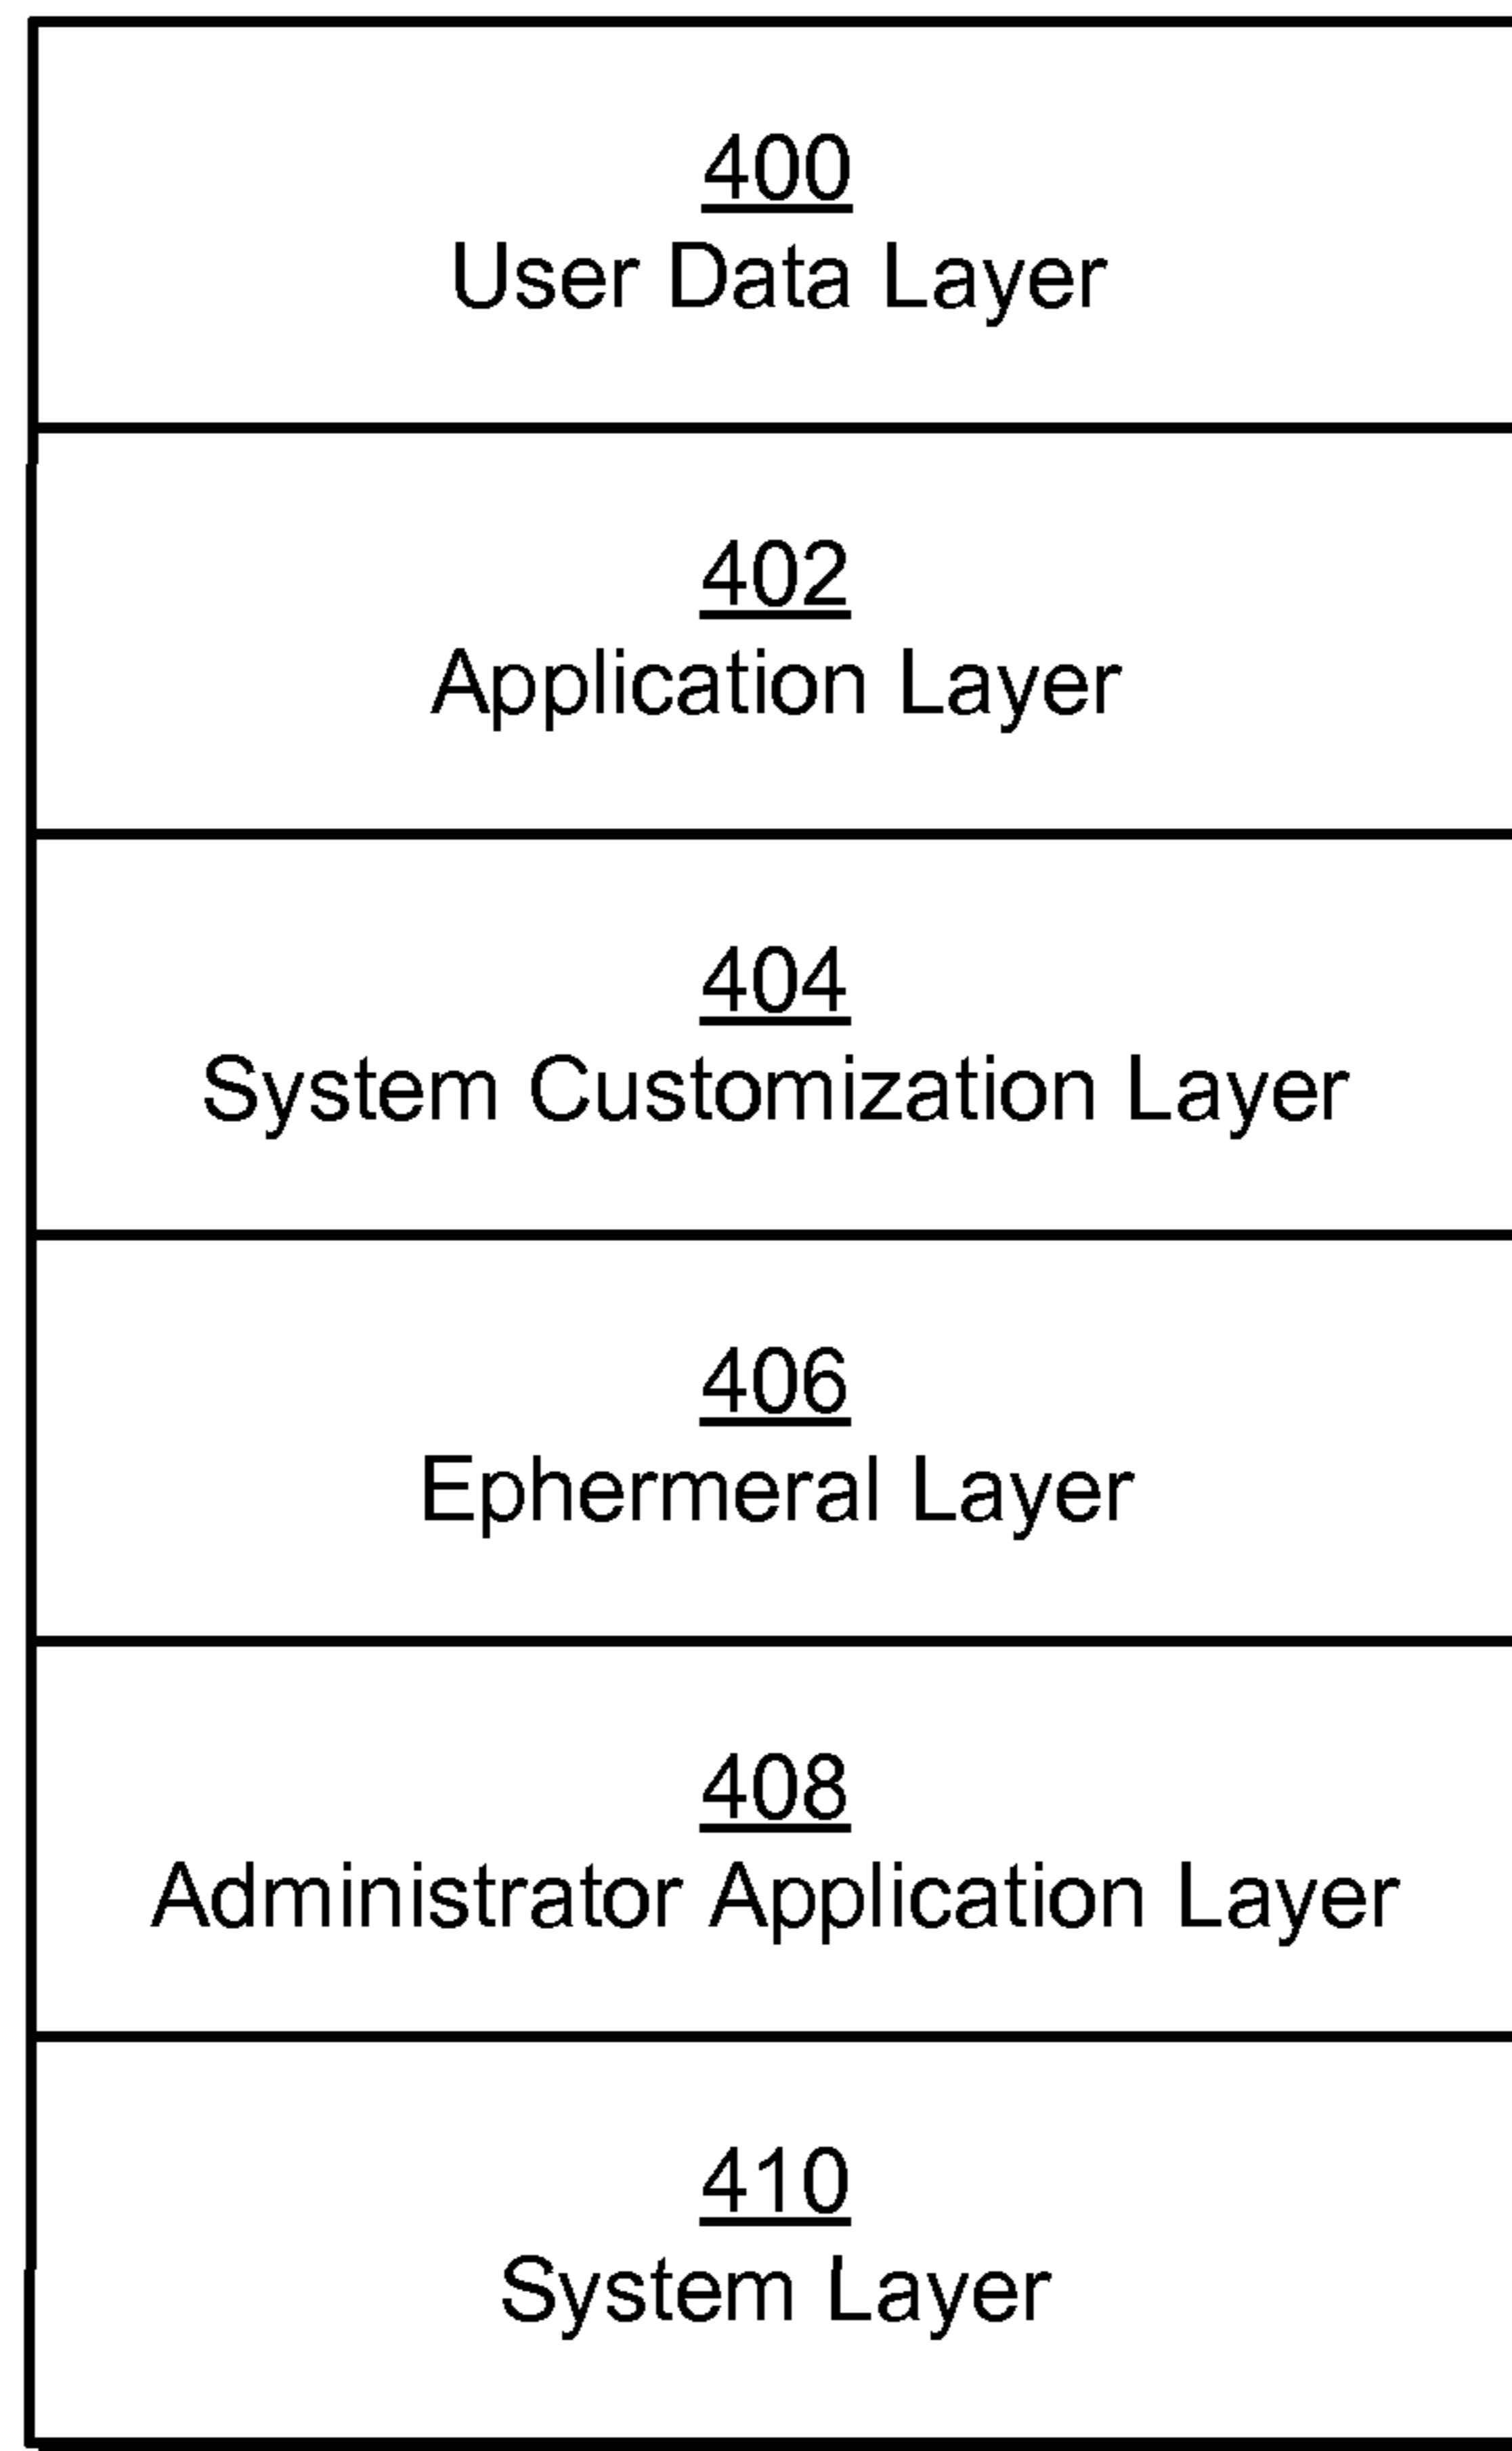 400
User Data Layer
402
Application Layer
404
System Customization Layer
406
Ephermeral Layer
408
Administrator Application Layer
410
System Layer